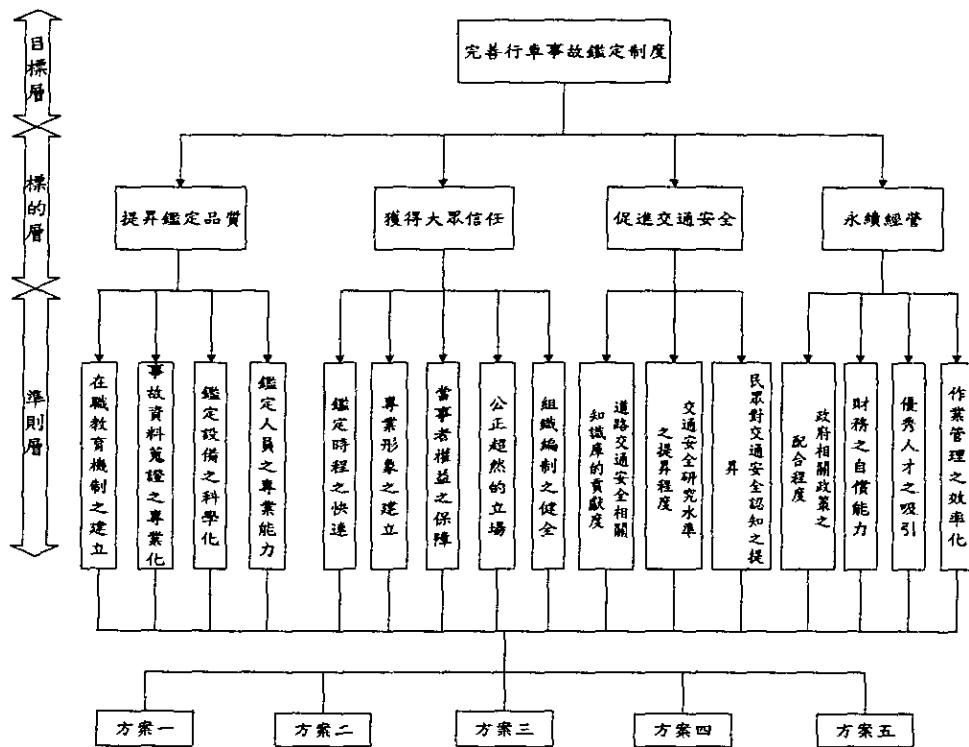 目標層
完善行車事故鑑定制度
標的層
提昇鑑定品質
獲得大眾信任
促進交通安全
永續經營
準則層
在職教育機制之建立
事故資料蒐證之專業化
鑑定設備之科學化
鑑定人員之專業能力
鑑定時程之快速
專業形象之建立
當事者權益之保障
公正超然的立場
組織編制之健全
道路交通安全相關
知識庫的貢獻度
交通安全研究水準
之提昇程度
民眾對交通安全認知之提
昇
政府相關政策之
配合程度
財務之自償能力
優秀人才之吸引
作業管理之效率化
方案一
方案二
方案三
方案四
方案五